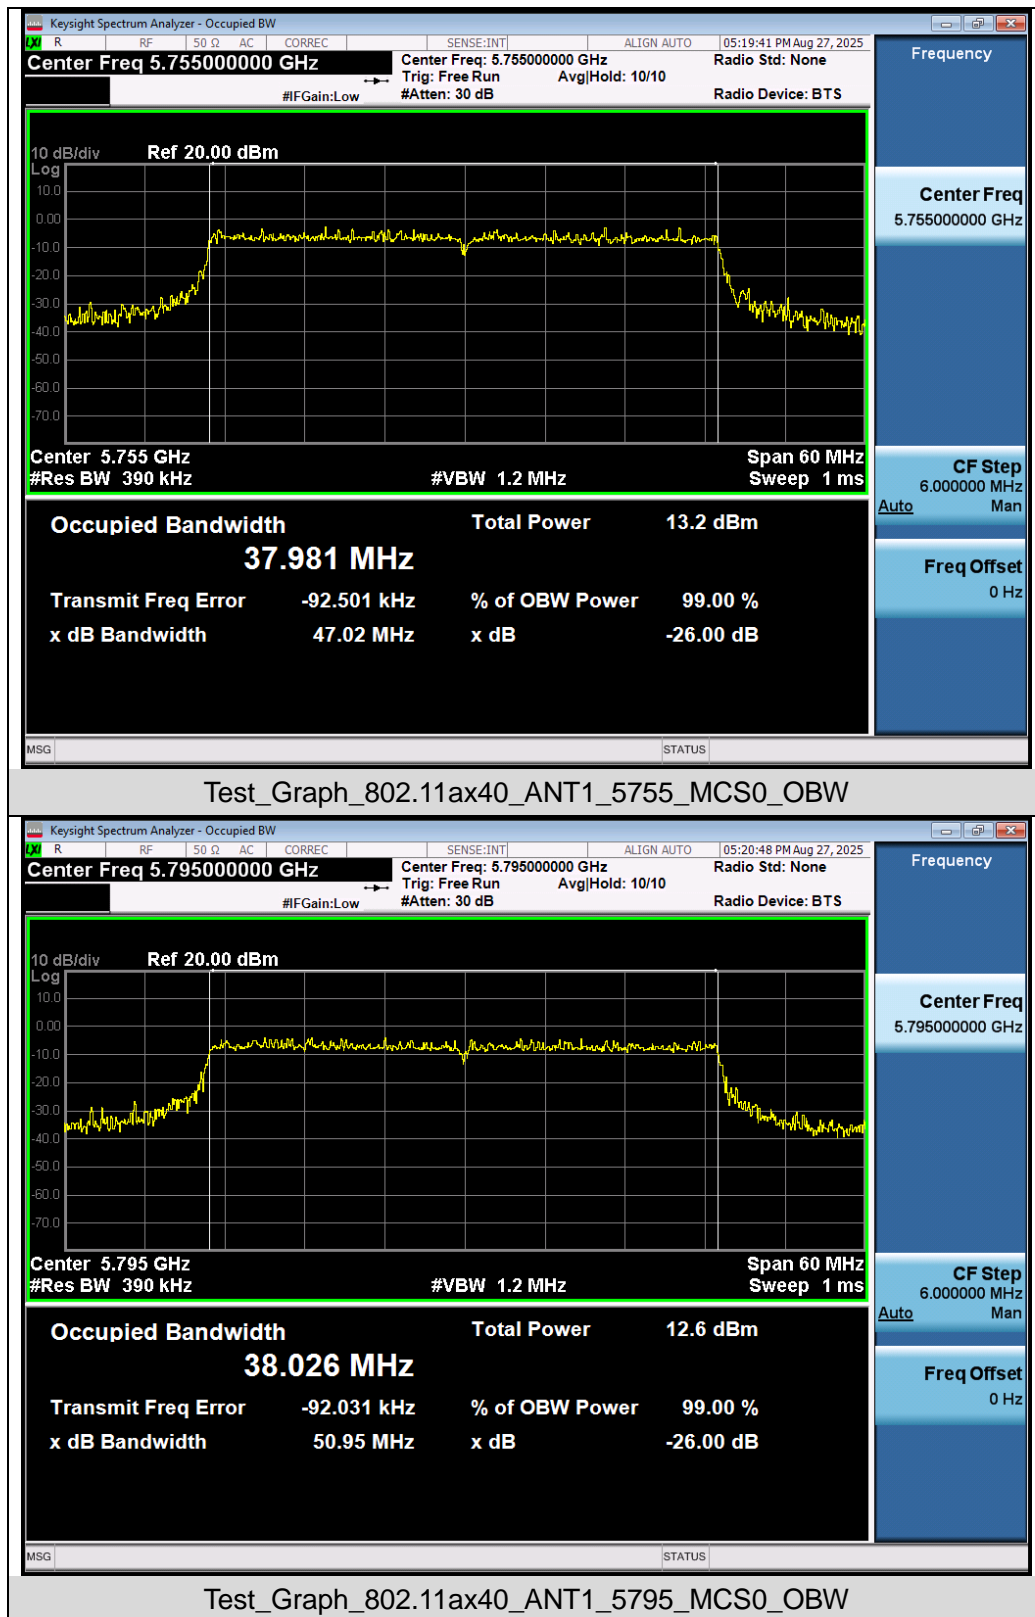 Keysight Spectrum Analyzer - Occupied BW
LXI R RF 50 Ω AC CORREC SENSE:INT ALIGN AUTO 05:19:41 PM Aug 27, 2025
Center Freq 5.755000000 GHz
Center Freq: 5.755000000 GHz
Radio Std: None
Trig: Free Run Avg|Hold: 10/10
#IFGain:Low
#Atten: 30 dB
Radio Device: BTS
10 dB/div Ref 20.00 dBm
Log
10.0
0.00
-10.0
-20.0
-30.0
-40.0
-50.0
-60.0
-70.0
Center 5.755 GHz Span 60 MHz
#Res BW 390 kHz #VBW 1.2 MHz Sweep 1 ms
Occupied Bandwidth Total Power 13.2 dBm
37.981 MHz
Transmit Freq Error -92.501 kHz % of OBW Power 99.00 %
x dB Bandwidth 47.02 MHz x dB -26.00 dB
MSG STATUS
Frequency
Center Freq
5.755000000 GHz
CF Step
6.000000 MHz
Auto Man
Freq Offset
0 Hz
Test_Graph_802.11ax40_ANT1_5755_MCS0_OBW
Keysight Spectrum Analyzer - Occupied BW
LXI R RF 50 Ω AC CORREC SENSE:INT ALIGN AUTO 05:20:48 PM Aug 27, 2025
Center Freq 5.795000000 GHz
Center Freq: 5.795000000 GHz
Radio Std: None
Trig: Free Run Avg|Hold: 10/10
#IFGain:Low
#Atten: 30 dB
Radio Device: BTS
10 dB/div Ref 20.00 dBm
Log
10.0
0.00
-10.0
-20.0
-30.0
-40.0
-50.0
-60.0
-70.0
Center 5.795 GHz Span 60 MHz
#Res BW 390 kHz #VBW 1.2 MHz Sweep 1 ms
Occupied Bandwidth Total Power 12.6 dBm
38.026 MHz
Transmit Freq Error -92.031 kHz % of OBW Power 99.00 %
x dB Bandwidth 50.95 MHz x dB -26.00 dB
MSG STATUS
Frequency
Center Freq
5.795000000 GHz
CF Step
6.000000 MHz
Auto Man
Freq Offset
0 Hz
Test_Graph_802.11ax40_ANT1_5795_MCS0_OBW